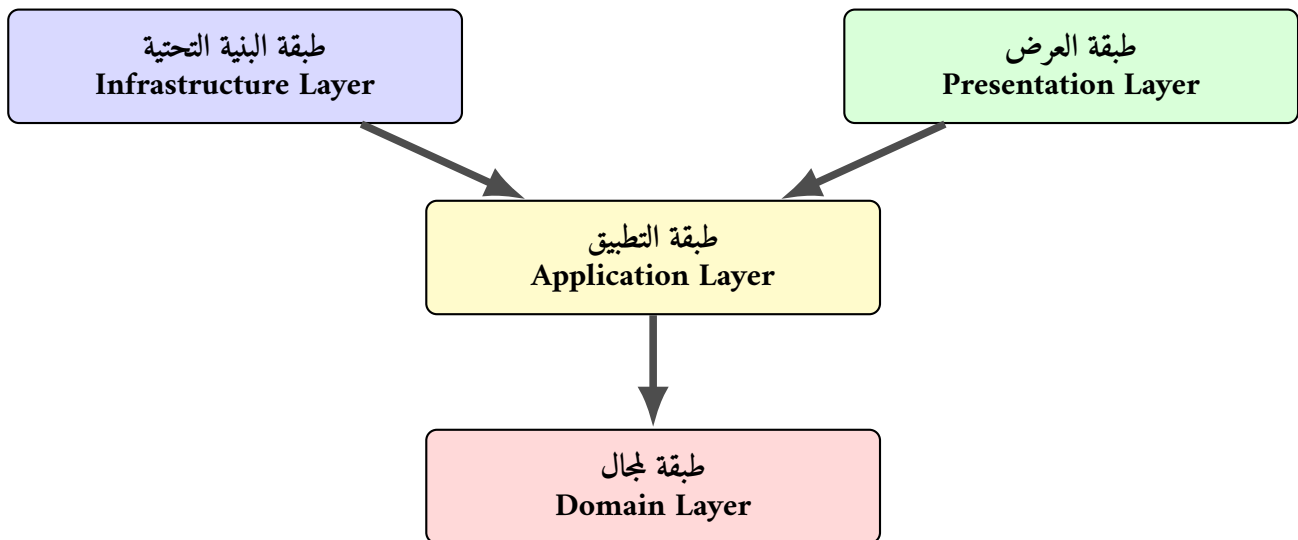 طبقة البنية التحتية
Infrastructure Layer
طبقة العرض
Presentation Layer
طبقة التطبيق
Application Layer
طبقة لمجال
Domain Layer